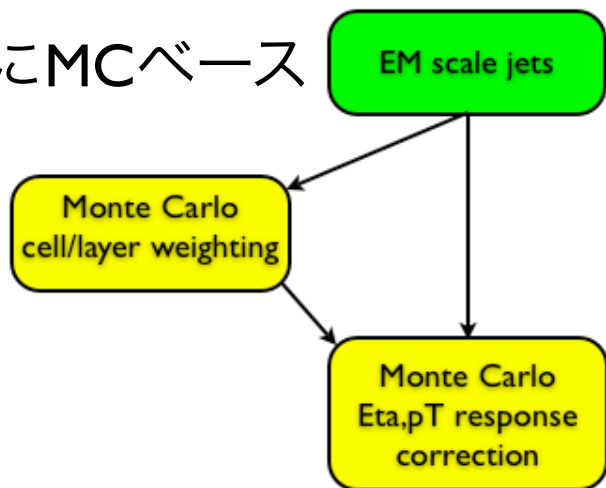 にMCベース
EM scale jets
Monte Carlo
cell/layer weighting
Monte Carlo
Eta,pT response
correction